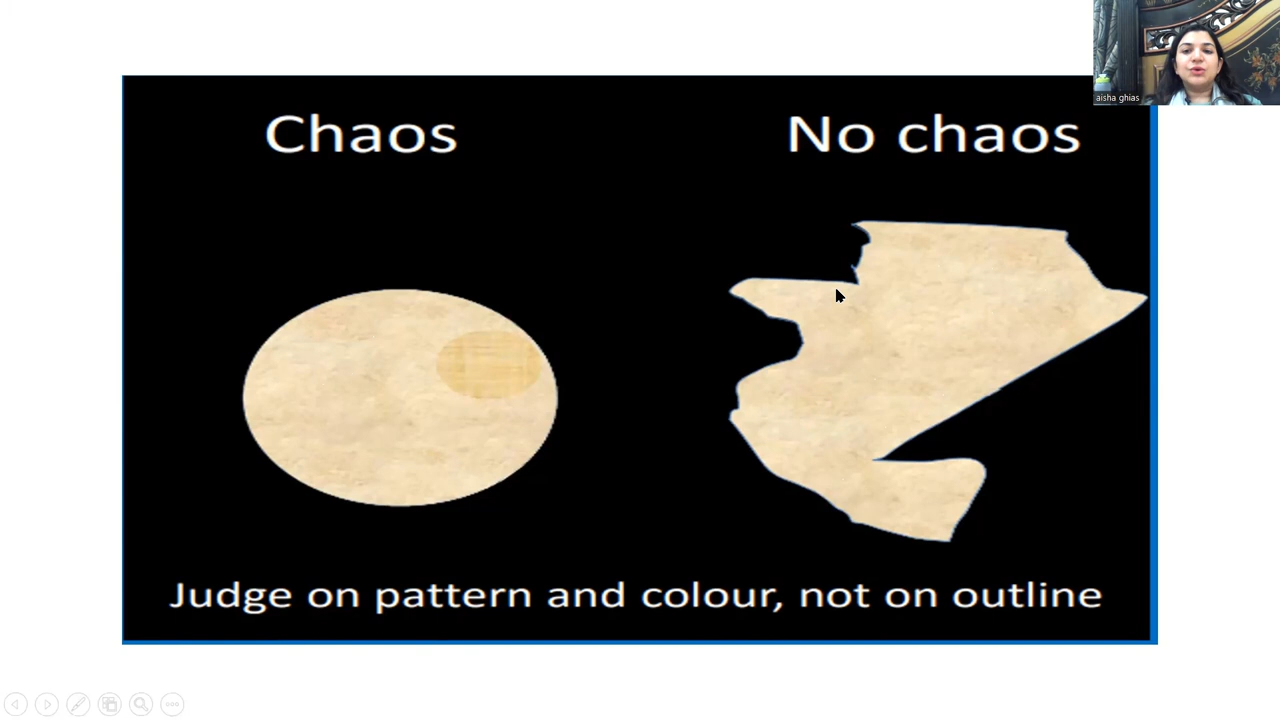 aisha ghias
Chaos
No chaos
Judge on pattern and colour, not on outline